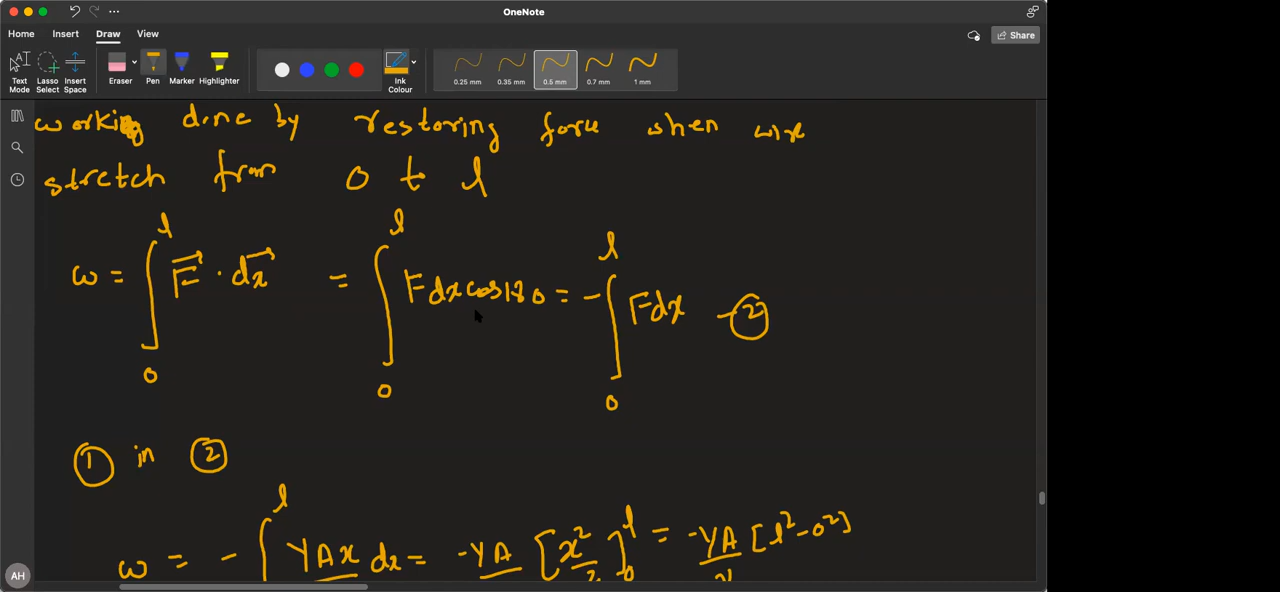 OneNote
Home Insert Draw View
Share
Text Mode
Lasso Select
Insert Space
Eraser
Pen
Marker
Highlighter
Ink Colour
0.25 mm 0.35 mm 0.5 mm 0.7 mm 1 mm
working done by restoring force when wire
stretch from 0 to l
w = ∫₀ˡ F⃗ · dx⃗ = ∫₀ˡ Fdxcos180 = - ∫₀ˡ Fdx - ②
① in ②
w = - ∫ˡ YAx dx = -YA [x²/2]₀ˡ = -YA [l² - 0²]
AH